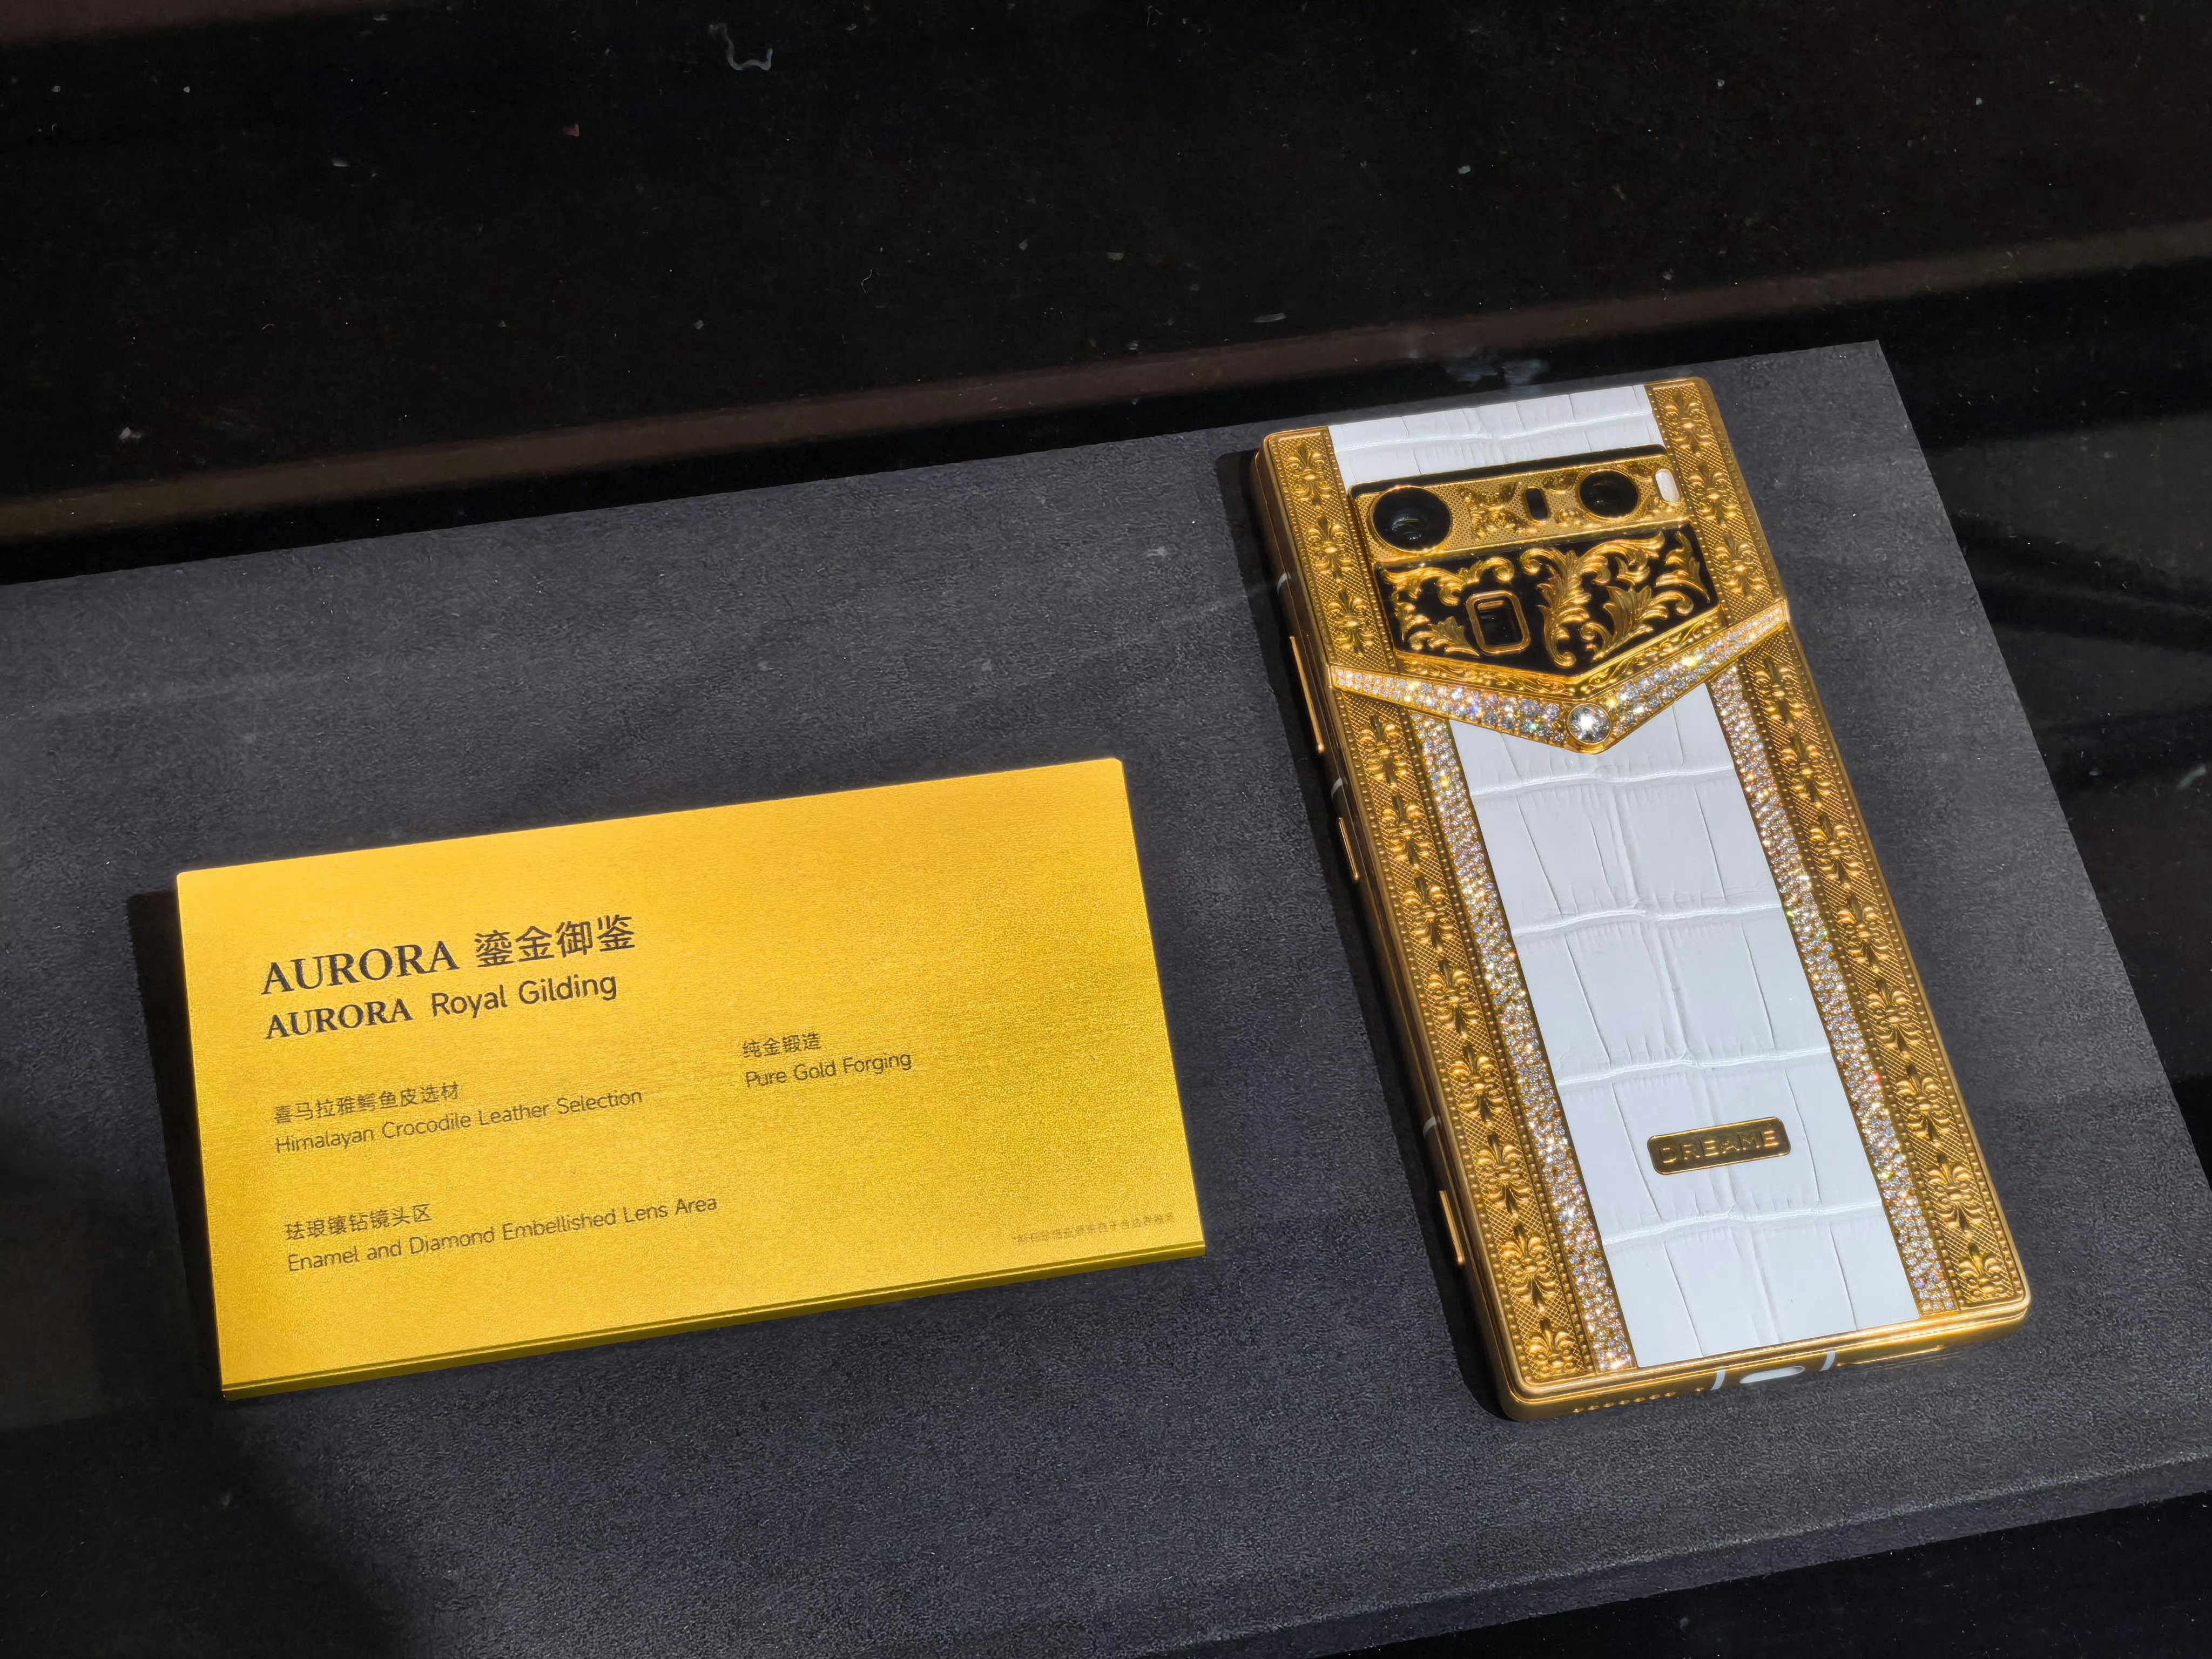 AURORA 鎏金御鉴
AURORA Royal Gilding
喜马拉雅鳄鱼皮选材
Himalayan Crocodile Leather Selection
纯金锻造
Pure Gold Forging
珐琅镶钻镜头区
Enamel and Diamond Embellished Lens Area
DREAME